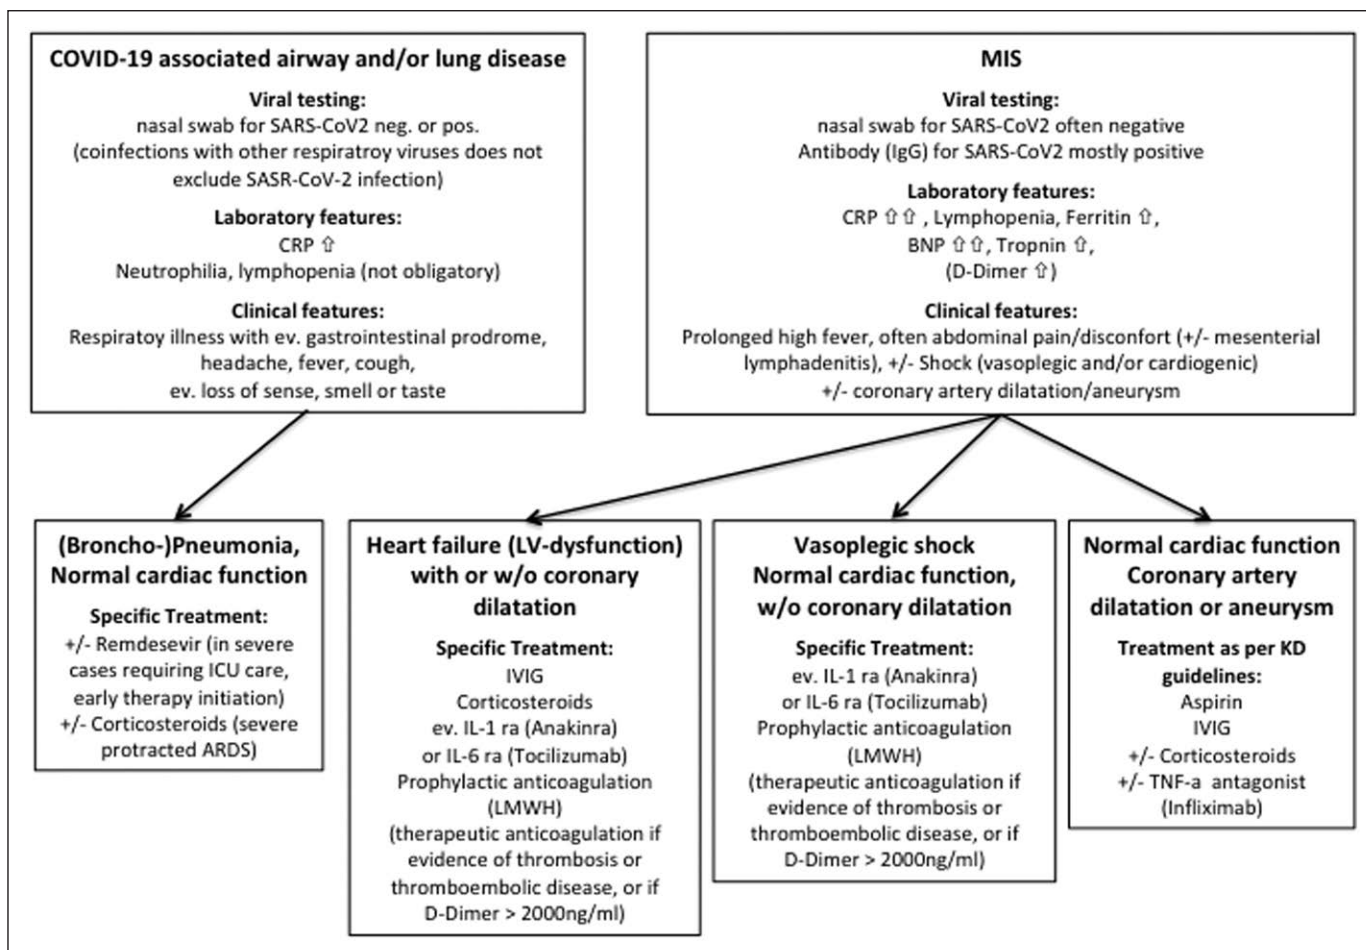 COVID-19 associated airway and/or lung disease
Viral testing:
nasal swab for SARS-CoV2 neg. or pos.
(coinfections with other respiratroy viruses does not
exclude SASR-CoV-2 infection)
Laboratory features:
CRP ⇧
Neutrophilia, lymphopenia (not obligatory)
Clinical features:
Respiratoy illness with ev. gastrointestinal prodrome,
headache, fever, cough,
ev. loss of sense, smell or taste
MIS
Viral testing:
nasal swab for SARS-CoV2 often negative
Antibody (IgG) for SARS-CoV2 mostly positive
Laboratory features:
CRP ⇧⇧ , Lymphopenia, Ferritin ⇧,
BNP ⇧⇧, Tropnin ⇧,
(D-Dimer ⇧)
Clinical features:
Prolonged high fever, often abdominal pain/disconfort (+/- mesenterial
lymphadenitis), +/- Shock (vasoplegic and/or cardiogenic)
+/- coronary artery dilatation/aneurysm
(Broncho-)Pneumonia,
Normal cardiac function
Specific Treatment:
+/- Remdesevir (in severe
cases requiring ICU care,
early therapy initiation)
+/- Corticosteroids (severe
protracted ARDS)
Heart failure (LV-dysfunction)
with or w/o coronary
dilatation
Specific Treatment:
IVIG
Corticosteroids
ev. IL-1 ra (Anakinra)
or IL-6 ra (Tocilizumab)
Prophylactic anticoagulation
(LMWH)
(therapeutic anticoagulation if
evidence of thrombosis or
thromboembolic disease, or if
D-Dimer > 2000ng/ml)
Vasoplegic shock
Normal cardiac function,
w/o coronary dilatation
Specific Treatment:
ev. IL-1 ra (Anakinra)
or IL-6 ra (Tocilizumab)
Prophylactic anticoagulation
(LMWH)
(therapeutic anticoagulation if
evidence of thrombosis or
thromboembolic disease, or if
D-Dimer > 2000ng/ml)
Normal cardiac function
Coronary artery
dilatation or aneurysm
Treatment as per KD
guidelines:
Aspirin
IVIG
+/- Corticosteroids
+/- TNF-a antagonist
(Infliximab)